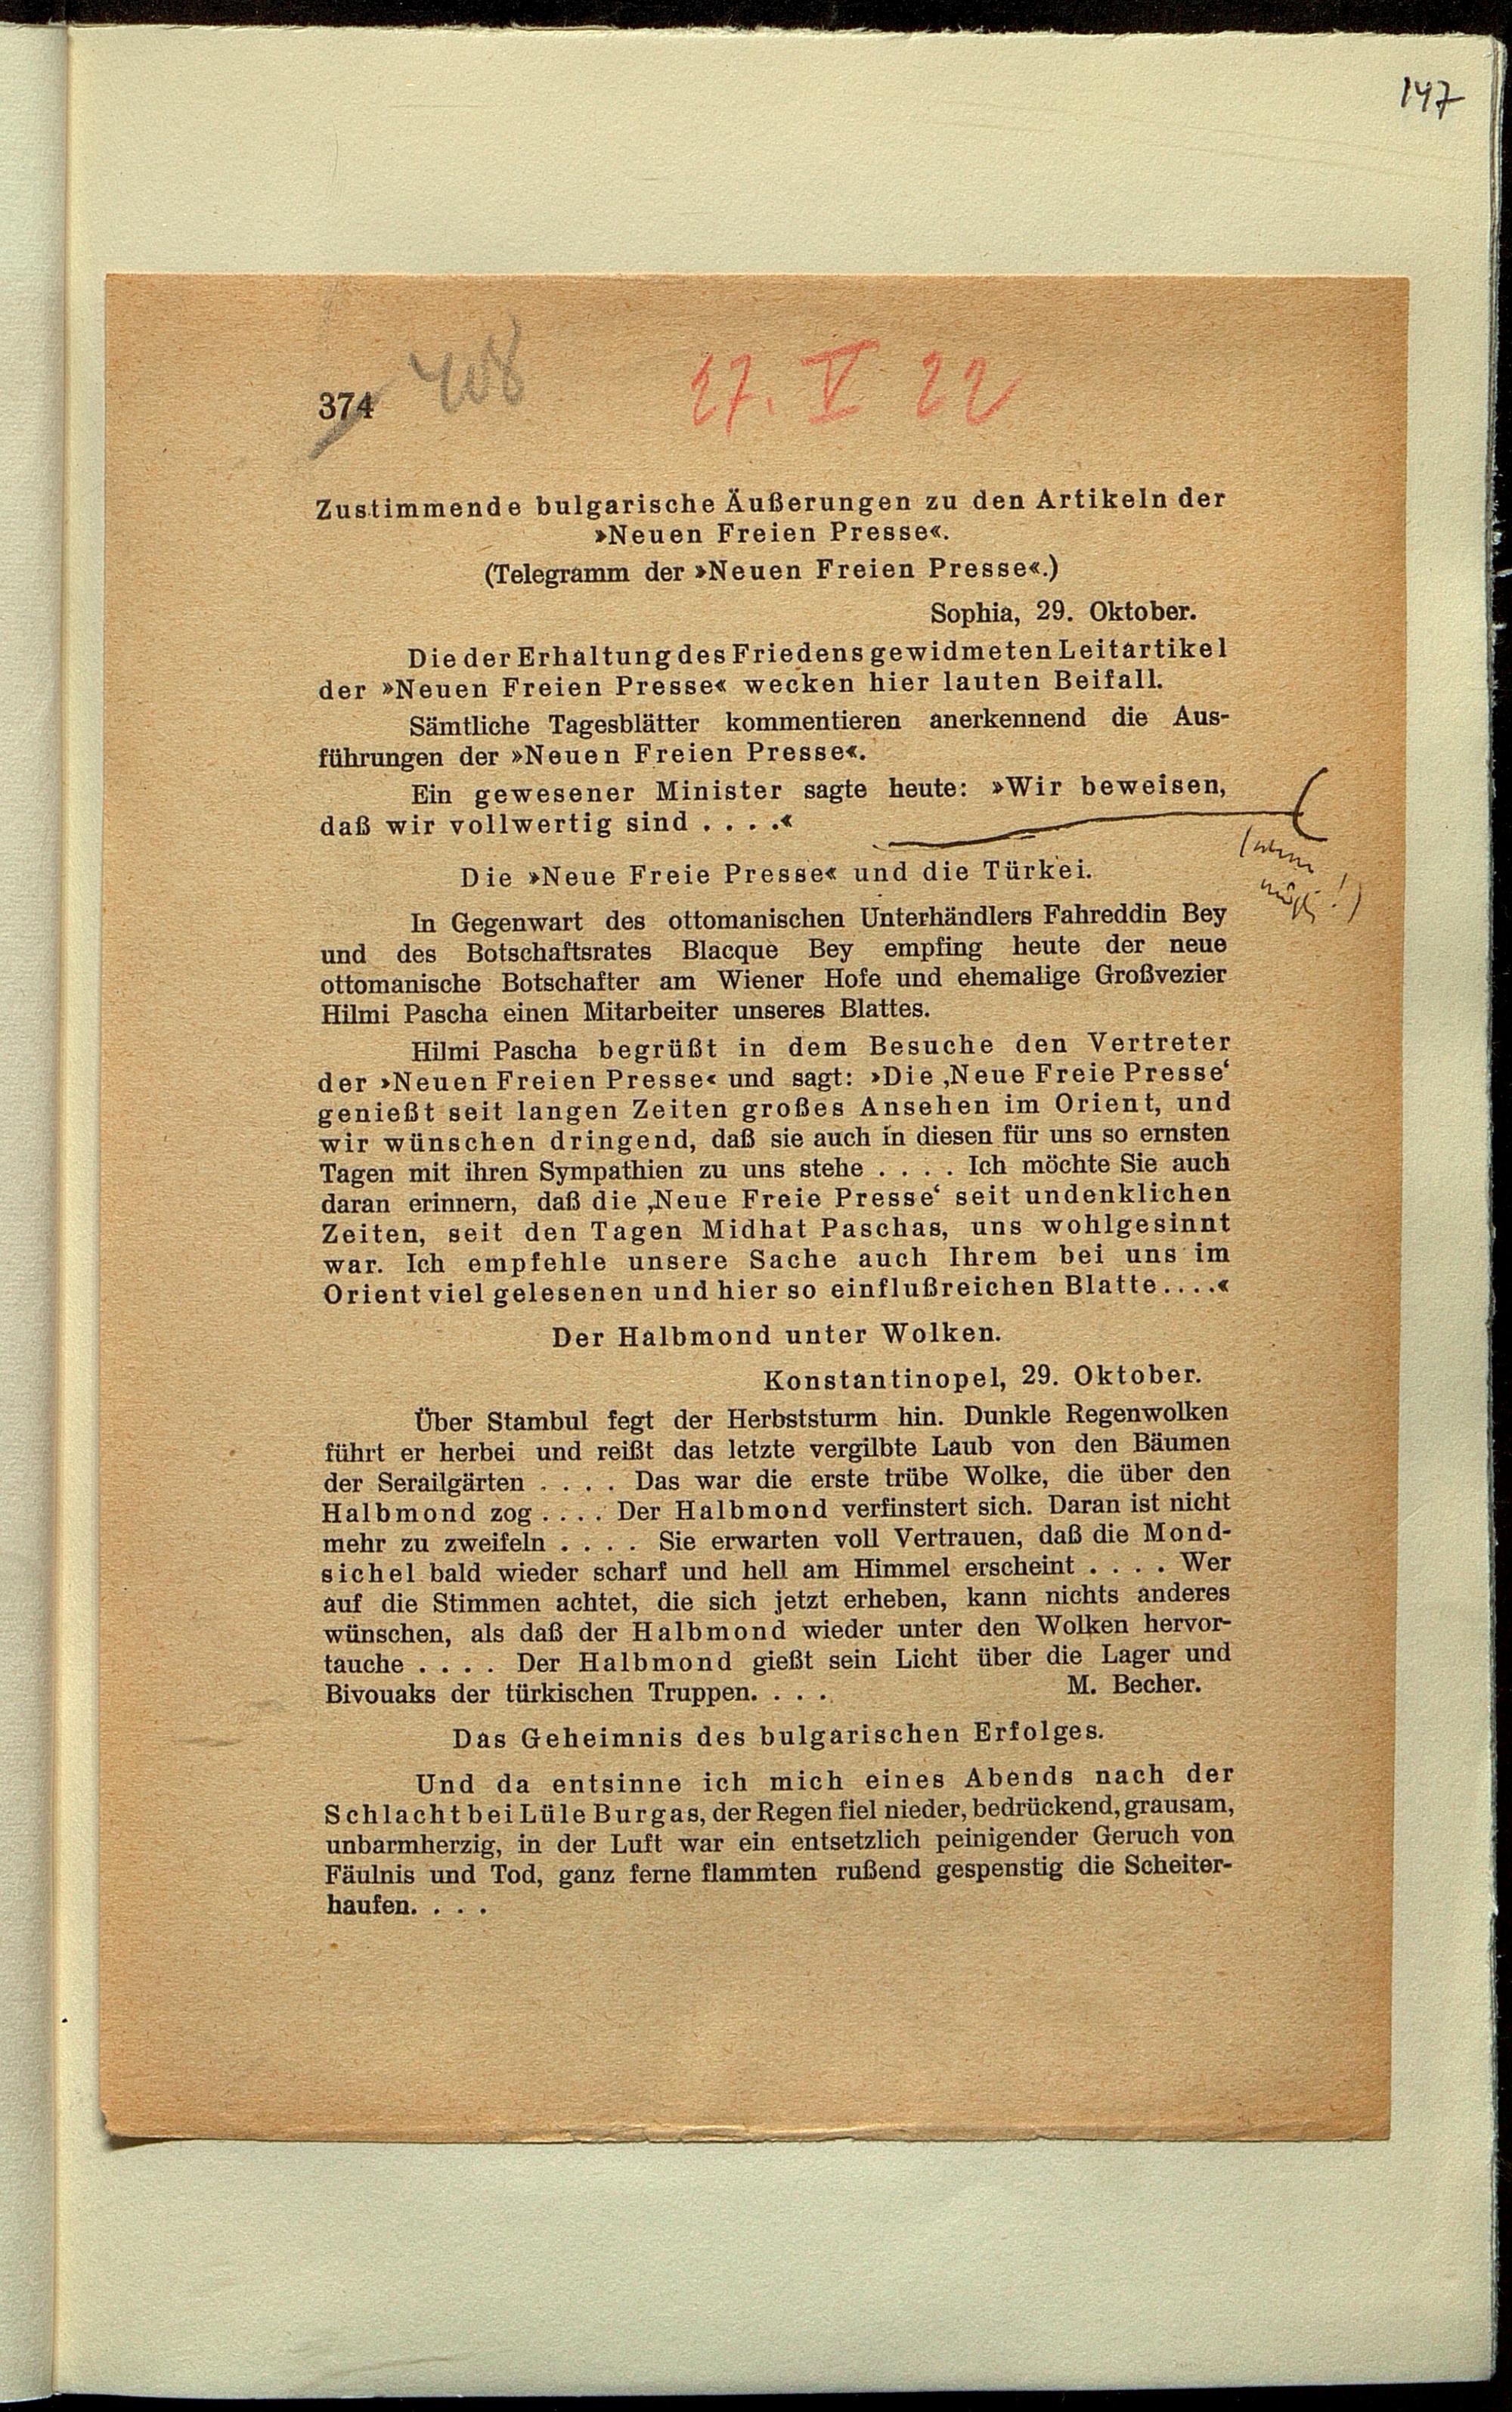 147
374 408 27. V 22
Zustimmende bulgarische Äußerungen zu den Artikeln der
»Neuen Freien Presse«.
(Telegramm der »Neuen Freien Presse«.)
Sophia, 29. Oktober.
Die der Erhaltung des Friedens gewidmeten Leitartikel
der »Neuen Freien Presse« wecken hier lauten Beifall.
Sämtliche Tagesblätter kommentieren anerkennend die Aus-
führungen der »Neuen Freien Presse«.
Ein gewesener Minister sagte heute: »Wir beweisen,
daß wir vollwertig sind . . . .«
(wenn
mögl!)
Die »Neue Freie Presse« und die Türkei.
In Gegenwart des ottomanischen Unterhändlers Fahreddin Bey
und des Botschaftsrates Blacque Bey empfing heute der neue
ottomanische Botschafter am Wiener Hofe und ehemalige Großvezier
Hilmi Pascha einen Mitarbeiter unseres Blattes.
Hilmi Pascha begrüßt in dem Besuche den Vertreter
der »Neuen Freien Presse« und sagt: »Die ‚Neue Freie Presse‘
genießt seit langen Zeiten großes Ansehen im Orient, und
wir wünschen dringend, daß sie auch in diesen für uns so ernsten
Tagen mit ihren Sympathien zu uns stehe . . . . Ich möchte Sie auch
daran erinnern, daß die ‚Neue Freie Presse‘ seit undenklichen
Zeiten, seit den Tagen Midhat Paschas, uns wohlgesinnt
war. Ich empfehle unsere Sache auch Ihrem bei uns im
Orient viel gelesenen und hier so einflußreichen Blatte . . . .«
Der Halbmond unter Wolken.
Konstantinopel, 29. Oktober.
Über Stambul fegt der Herbststurm hin. Dunkle Regenwolken
führt er herbei und reißt das letzte vergilbte Laub von den Bäumen
der Serailgärten . . . . Das war die erste trübe Wolke, die über den
Halbmond zog . . . . Der Halbmond verfinstert sich. Daran ist nicht
mehr zu zweifeln . . . . Sie erwarten voll Vertrauen, daß die Mond-
sichel bald wieder scharf und hell am Himmel erscheint . . . . Wer
auf die Stimmen achtet, die sich jetzt erheben, kann nichts anderes
wünschen, als daß der Halbmond wieder unter den Wolken hervor-
tauche . . . . Der Halbmond gießt sein Licht über die Lager und
Bivouaks der türkischen Truppen. . . . M. Becher.
Das Geheimnis des bulgarischen Erfolges.
Und da entsinne ich mich eines Abends nach der
Schlacht bei Lüle Burgas, der Regen fiel nieder, bedrückend, grausam,
unbarmherzig, in der Luft war ein entsetzlich peinigender Geruch von
Fäulnis und Tod, ganz ferne flammten rußend gespenstig die Scheiter-
haufen. . . .